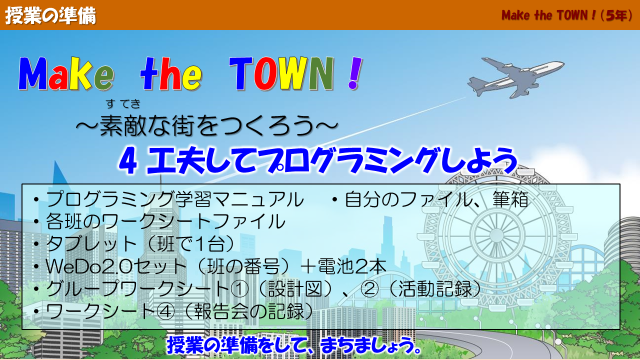 授業の準備
Make the TOWN!(5年)
Make the TOWN!
すてき
~素敵な街をつくろう~
4 工夫してプログラミングしよう
・プログラミング学習マニュアル ・自分のファイル、筆箱
・各班のワークシートファイル
・タブレット(班で1台)
・WeDo2.0セット(班の番号)+電池2本
・グループワークシート①(設計図)、②(活動記録)
・ワークシート④(報告会の記録)
授業の準備をして、まちましょう。